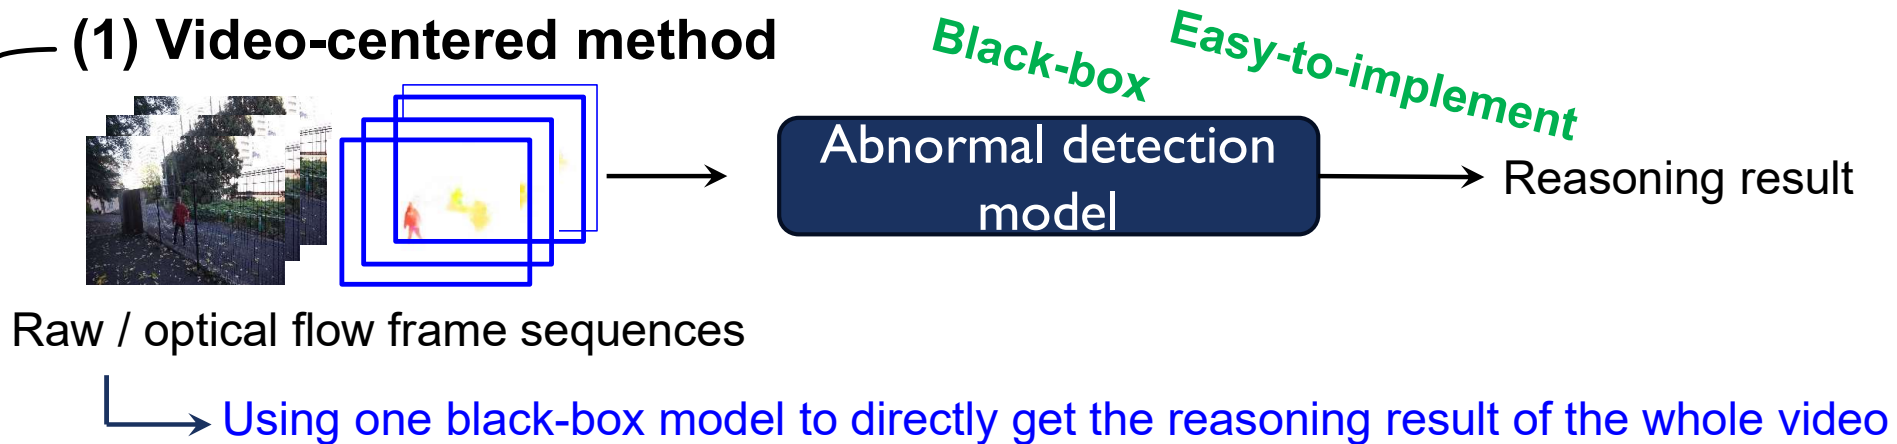 (1) Video-centered method
Black-box
Easy-to-implement
Abnormal detection
model
Reasoning result
Raw / optical flow frame sequences
Using one black-box model to directly get the reasoning result of the whole video